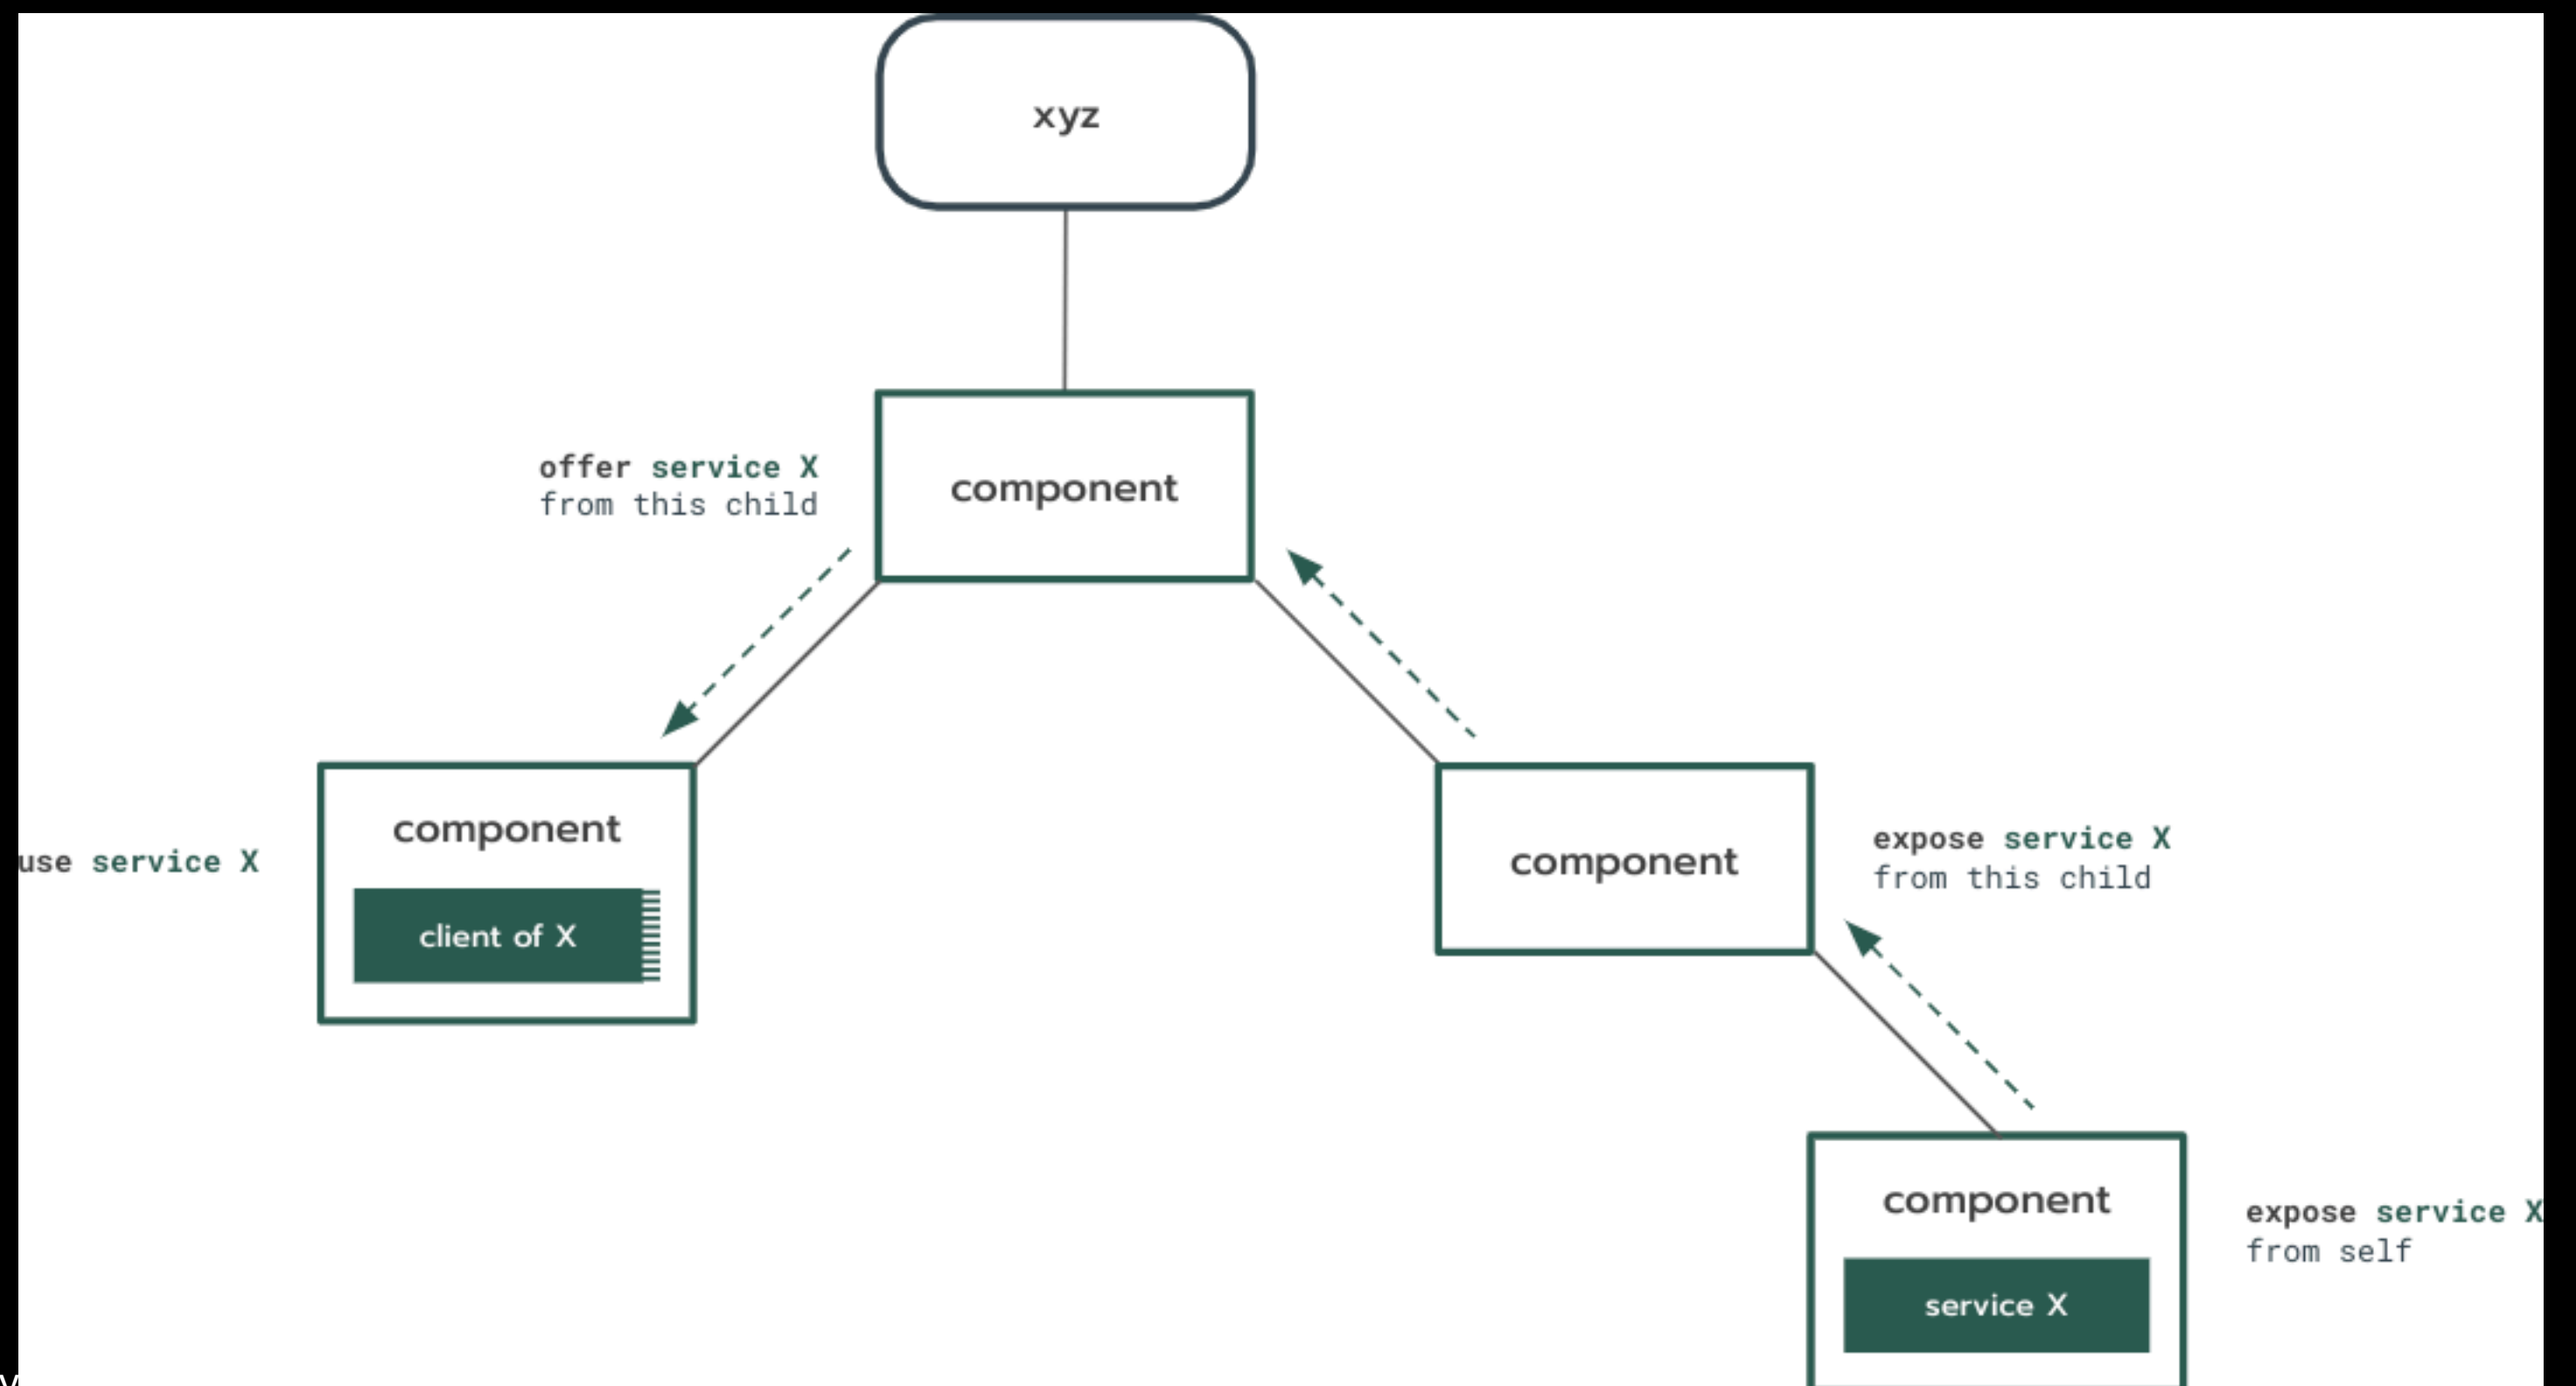 xyz
offer service X
from this child
component
component
use service X
client of X
component
expose service X
from this child
component
expose service X
from self
service X